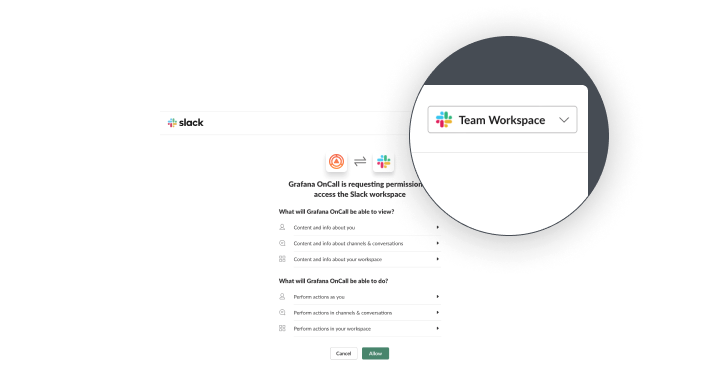 slack
Team Workspace
Grafana OnCall is requesting permission
access the Slack workspace
What will Grafana OnCall be able to view?
Content and info about you
Content and info about channels & conversations
Content and info about your workspace
What will Grafana OnCall be able to do?
Perform actions as you
Perform actions in channels & conversations
Perform actions in your workspace
Cancel
Allow